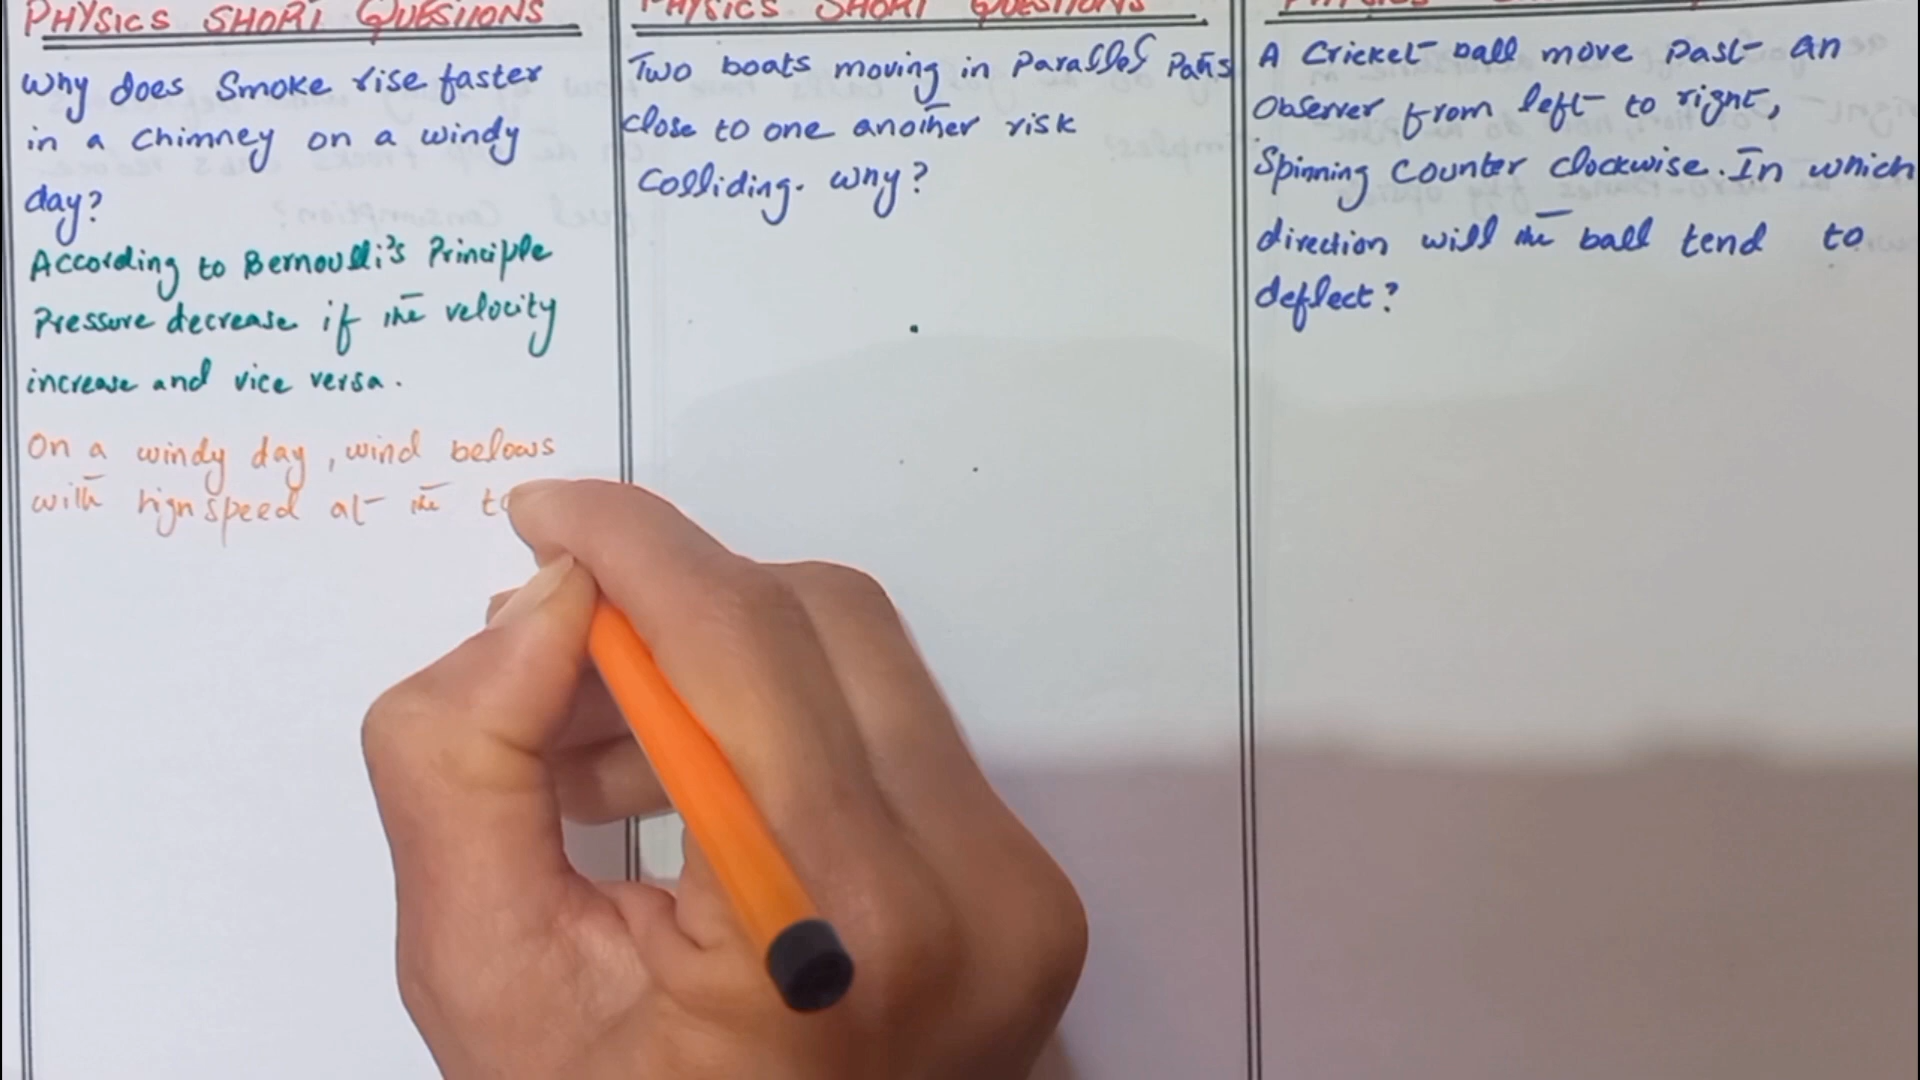 PHYSICS SHORT QUESTIONS
Why does Smoke rise faster
in a chimney on a windy
day?
According to Bernoulli's Principle
Pressure decrease if the velocity
increase and vice versa.
On a windy day, wind belows
with high speed at the to
PHYSICS SHORT QUESTIONS
Two boats moving in Parallel Paths
close to one another risk
Colliding. Why?
A Cricket ball move Past an
Observer from left to right,
Spinning Counter clockwise. In which
direction will the ball tend to
deflect?